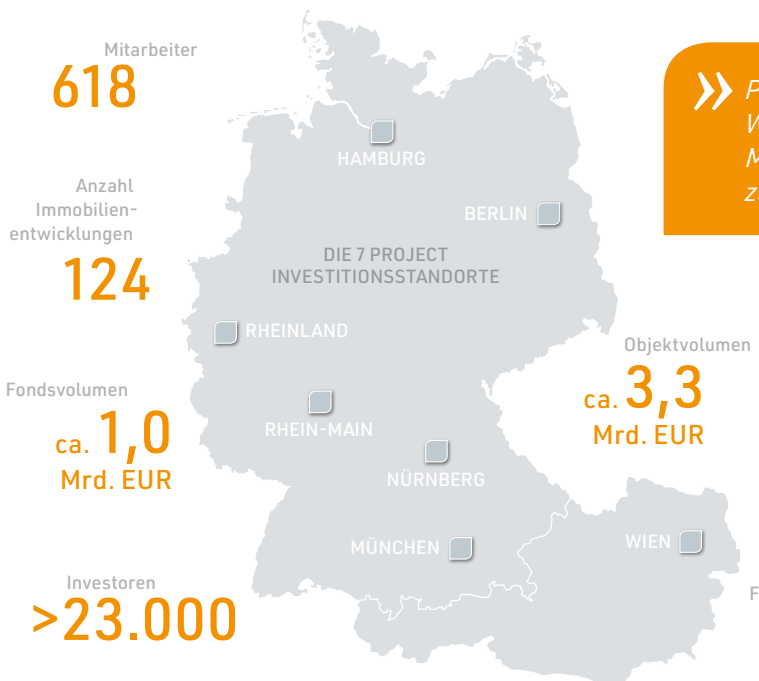 Mitarbeiter
618
Anzahl
Immobilien-
entwicklungen
124
Fondsvolumen
ca. 1,0
Mrd. EUR
Investoren
>23.000
HAMBURG
BERLIN
DIE 7 PROJECT
INVESTITIONSSTANDORTE
RHEINLAND
RHEIN-MAIN
NÜRNBERG
MÜNCHEN
WIEN
Objektvolumen
ca. 3,3
Mrd. EUR
»